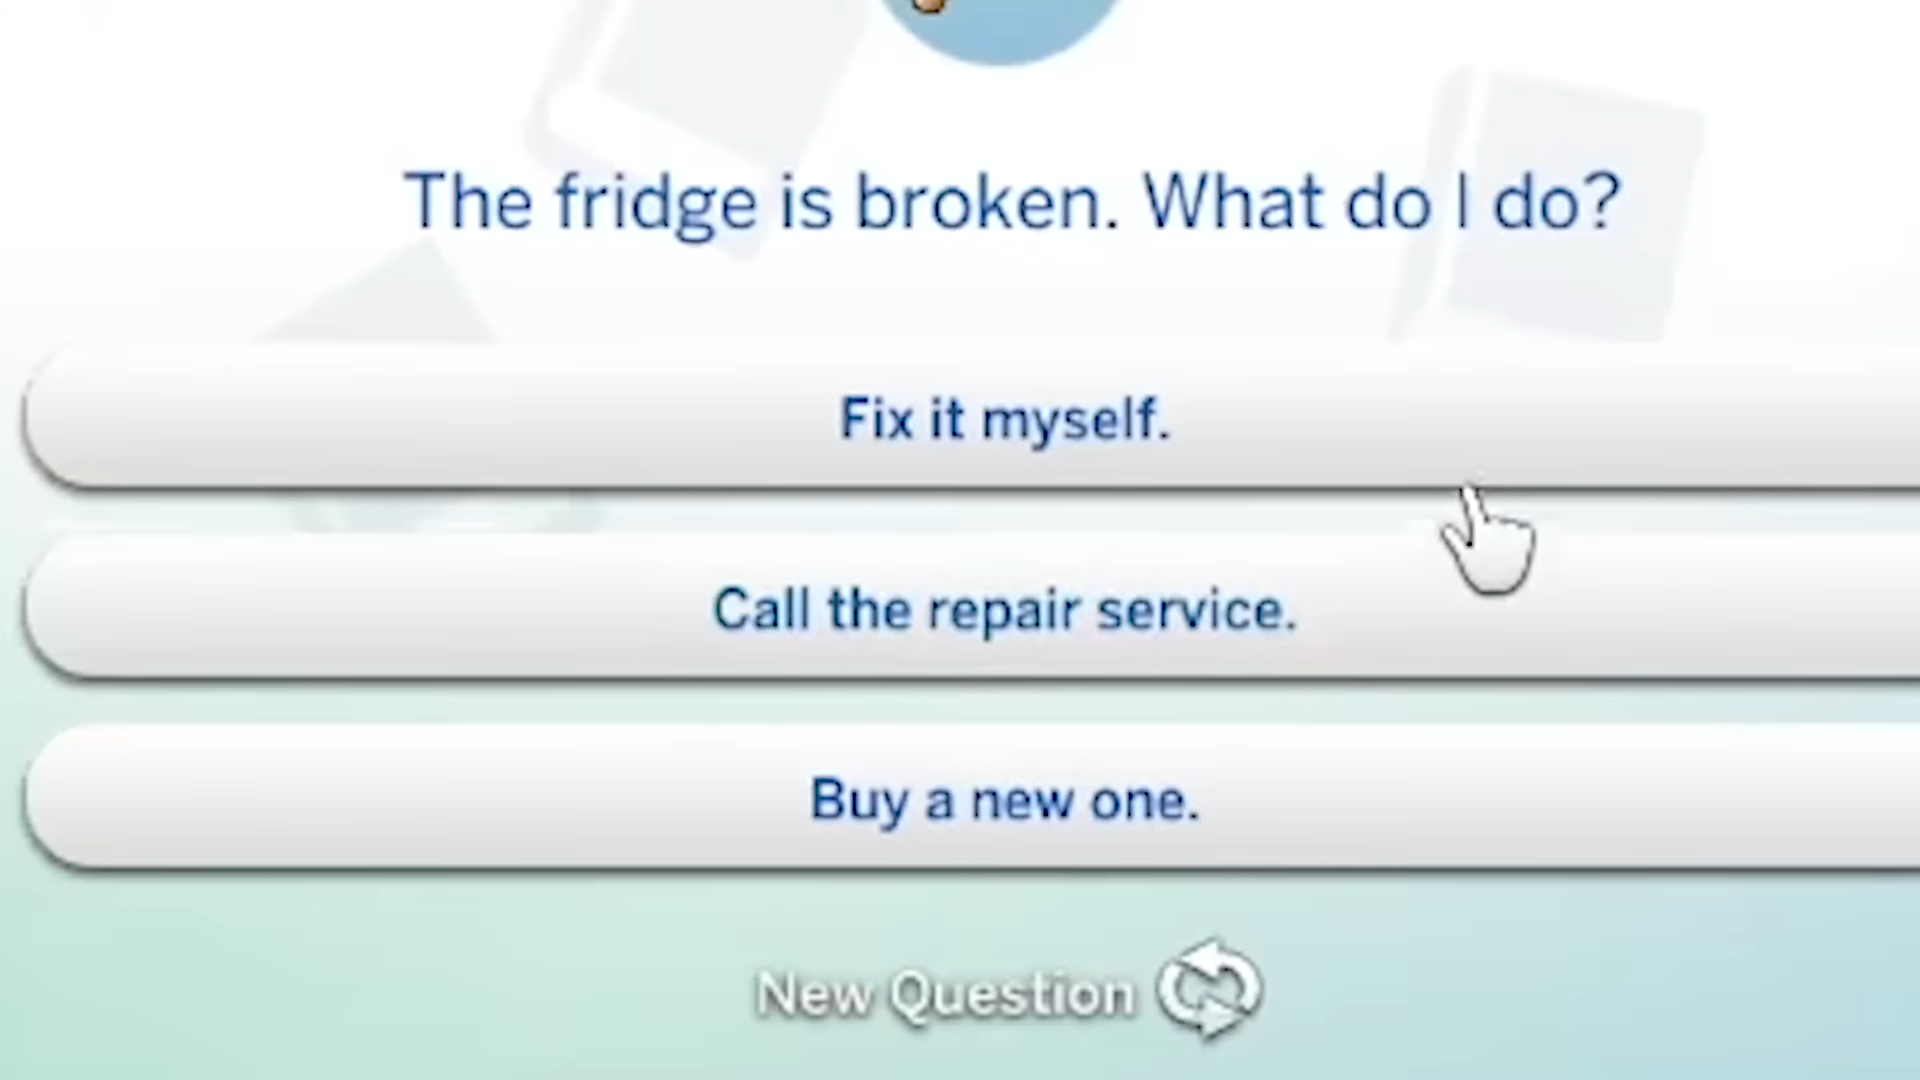 The fridge is broken. What do I do?
Fix it myself.
Call the repair service.
Buy a new one.
New Question